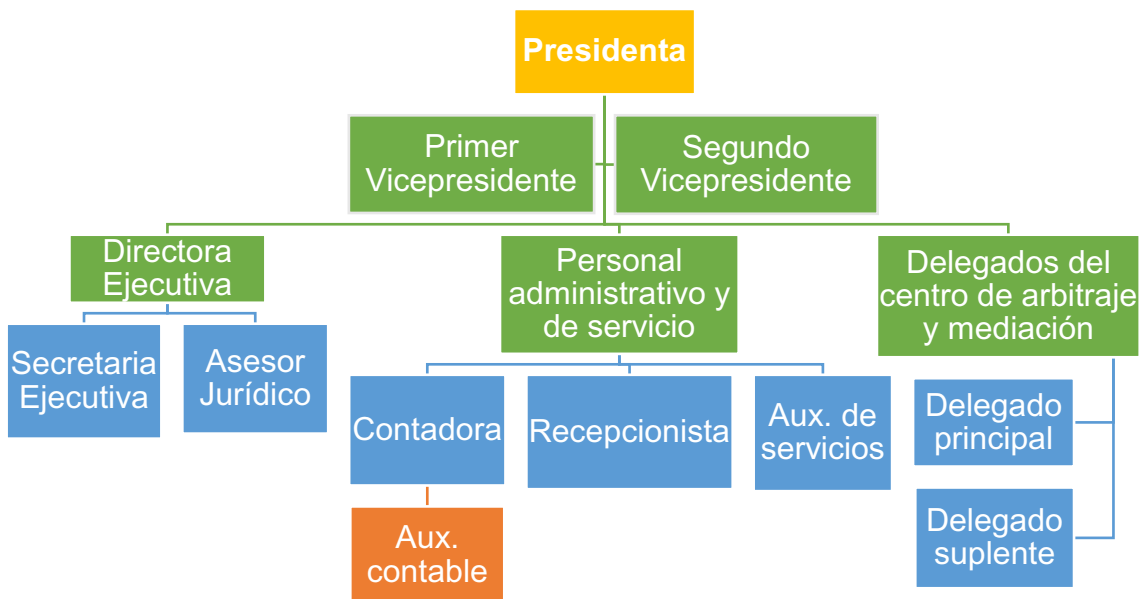 Presidenta
Primer
Vicepresidente
Segundo
Vicepresidente
Directora
Ejecutiva
Personal
administrativo y
de servicio
Delegados del
centro de arbitraje
y mediación
Secretaria
Ejecutiva
Asesor
Jurídico
Contadora
Recepcionista
Aux. de
servicios
Delegado
principal
Aux.
contable
Delegado
suplente